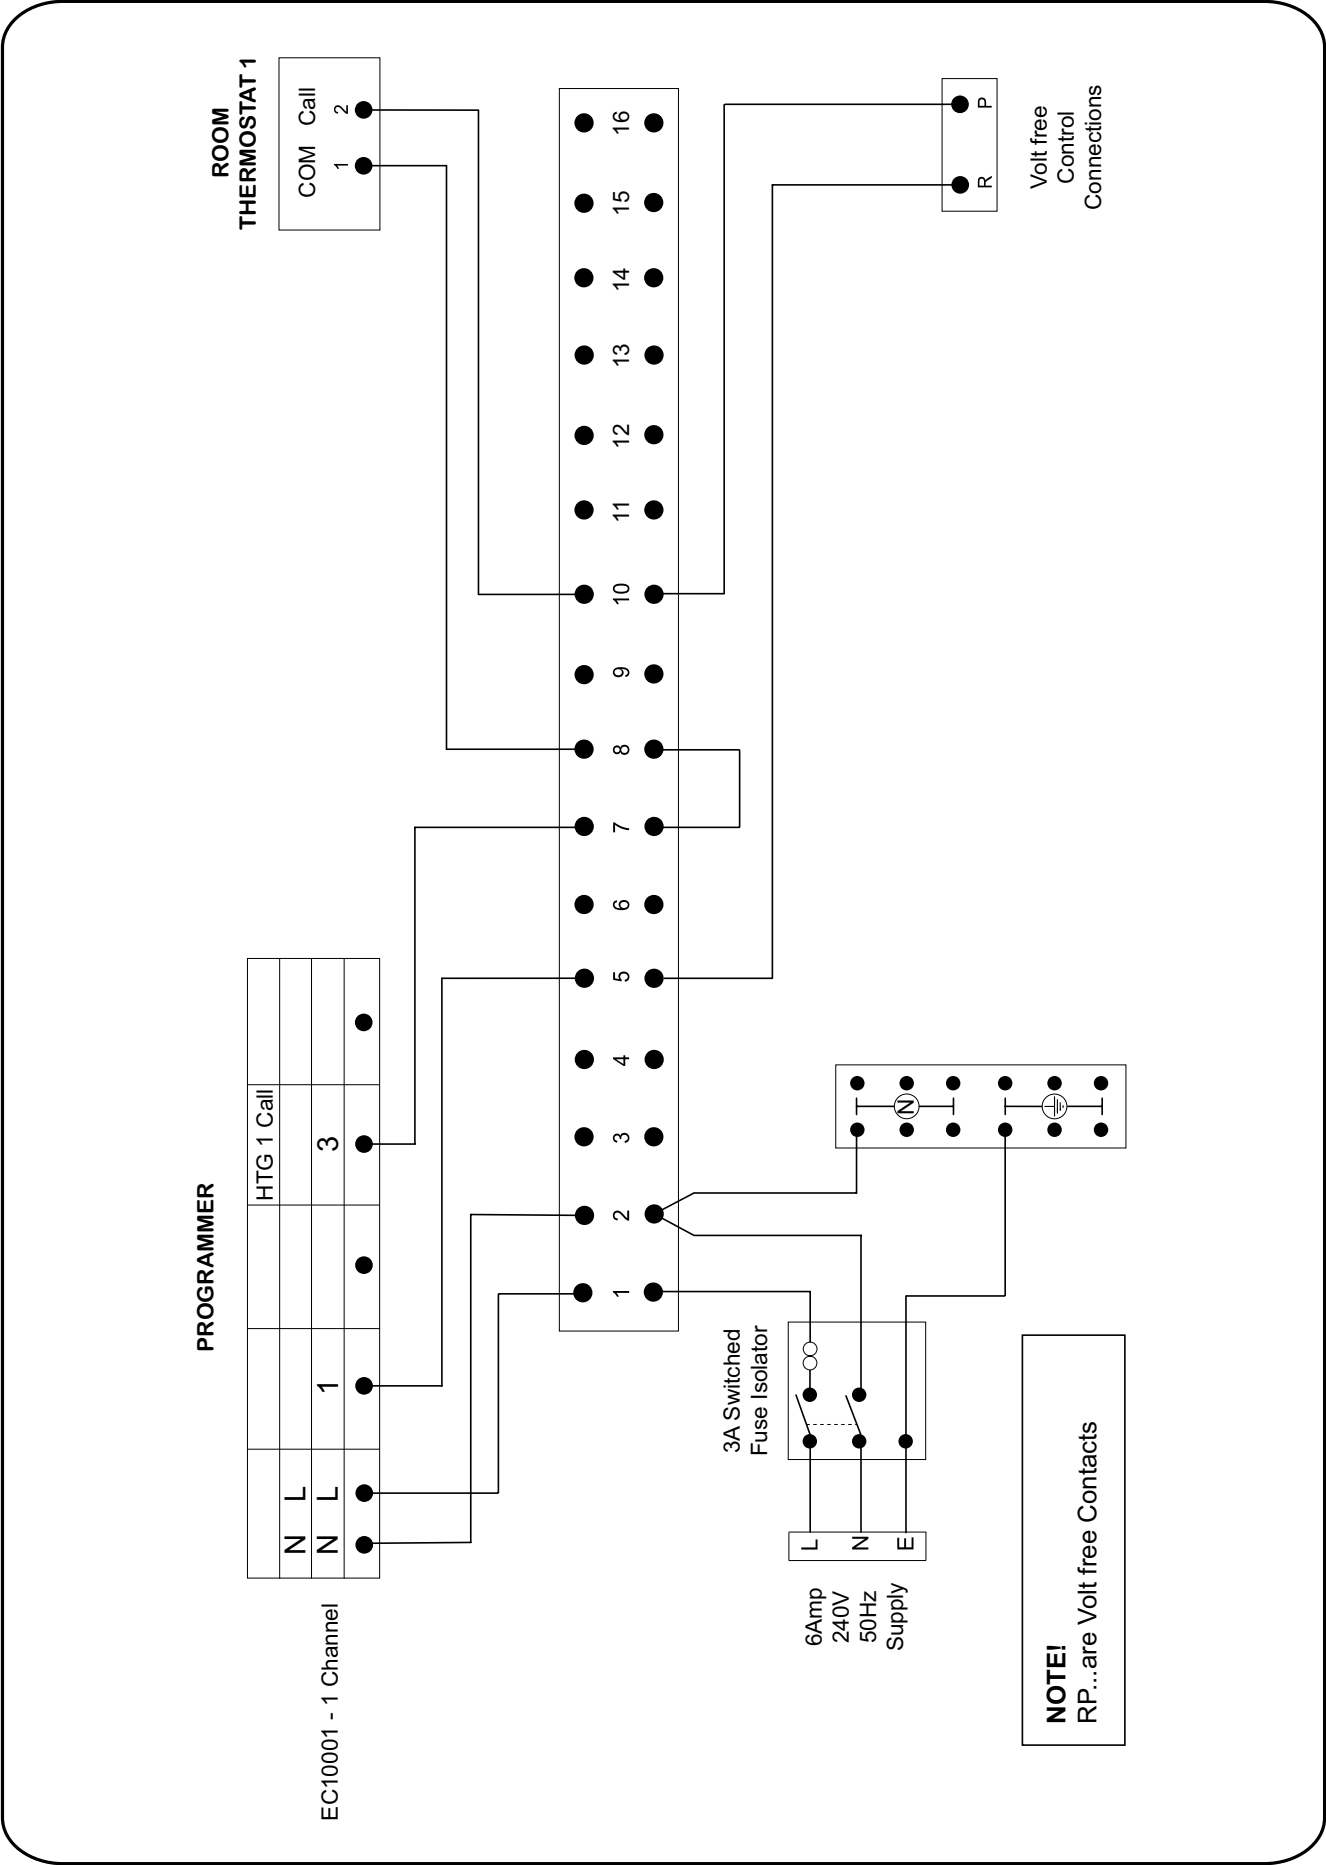 PROGRAMMER
HTG 1 Call
N L
N L 1 3
EC10001 - 1 Channel
ROOM
THERMOSTAT 1
COM Call
1 2
1 2 3 4 5 6 7 8 9 10 11 12 13 14 15 16
3A Switched
Fuse Isolator
L
N
E
6Amp
240V
50Hz
Supply
N
R P
Volt free
Control
Connections
NOTE!
RP...are Volt free Contacts